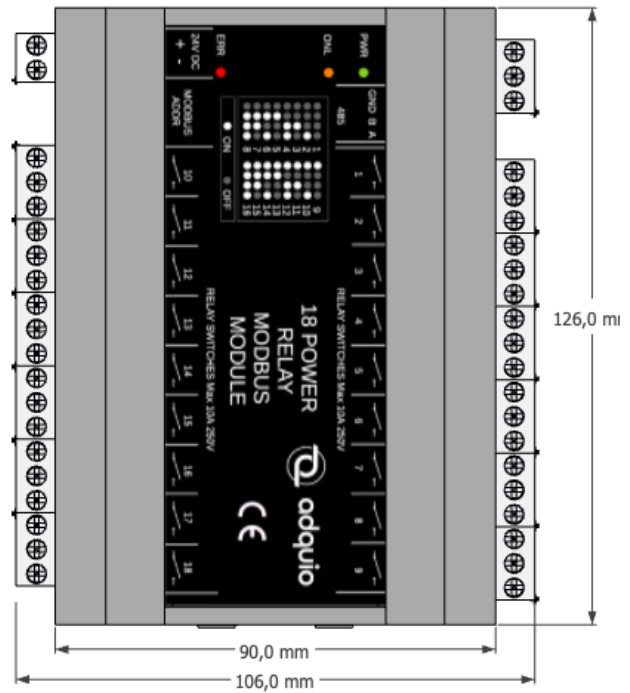 PWR
ONL
ERR
24V DC
+ -
GND B A
485
MODBUS
ADDR
1
2
3
4
5
6
7
8
9
10
11
12
13
14
15
16
ON
OFF
1
2
3
4
5
6
7
8
9
10
11
12
13
14
15
16
17
18
RELAY SWITCHES Max 10A 250V
RELAY SWITCHES Max 10A 250V
18 POWER
RELAY
MODBUS
MODULE
adquio
CE
126,0 mm
90,0 mm
106,0 mm